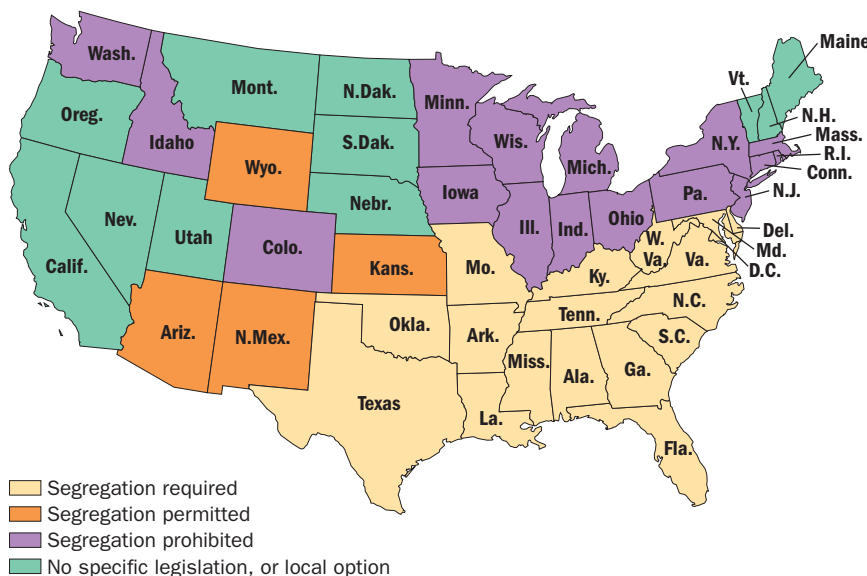 Wash.
Mont.
N.Dak.
Minn.
Vt.
Maine
Oreg.
Idaho
S.Dak.
Wis.
Mich.
N.Y.
N.H.
Mass.
R.I.
Conn.
Wyo.
Iowa
Pa.
N.J.
Nev.
Nebr.
Ill.
Ind.
Ohio
Calif.
Utah
Colo.
Kans.
Mo.
W.
Va.
Va.
Del.
Md.
D.C.
Ky.
Ariz.
N.Mex.
Okla.
Ark.
Tenn.
N.C.
S.C.
Texas
La.
Miss.
Ala.
Ga.
Fla.
Segregation required
Segregation permitted
Segregation prohibited
No specific legislation, or local option